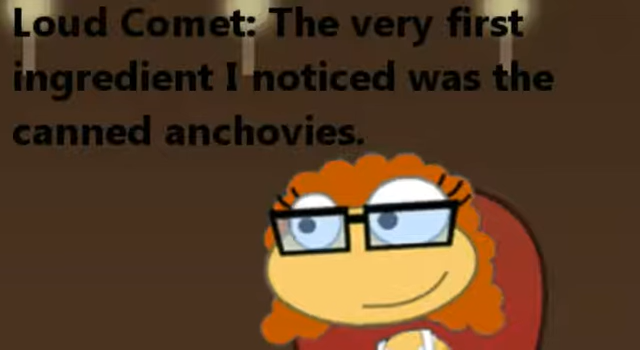 Loud Comet: The very first
ingredient I noticed was the
canned anchovies.